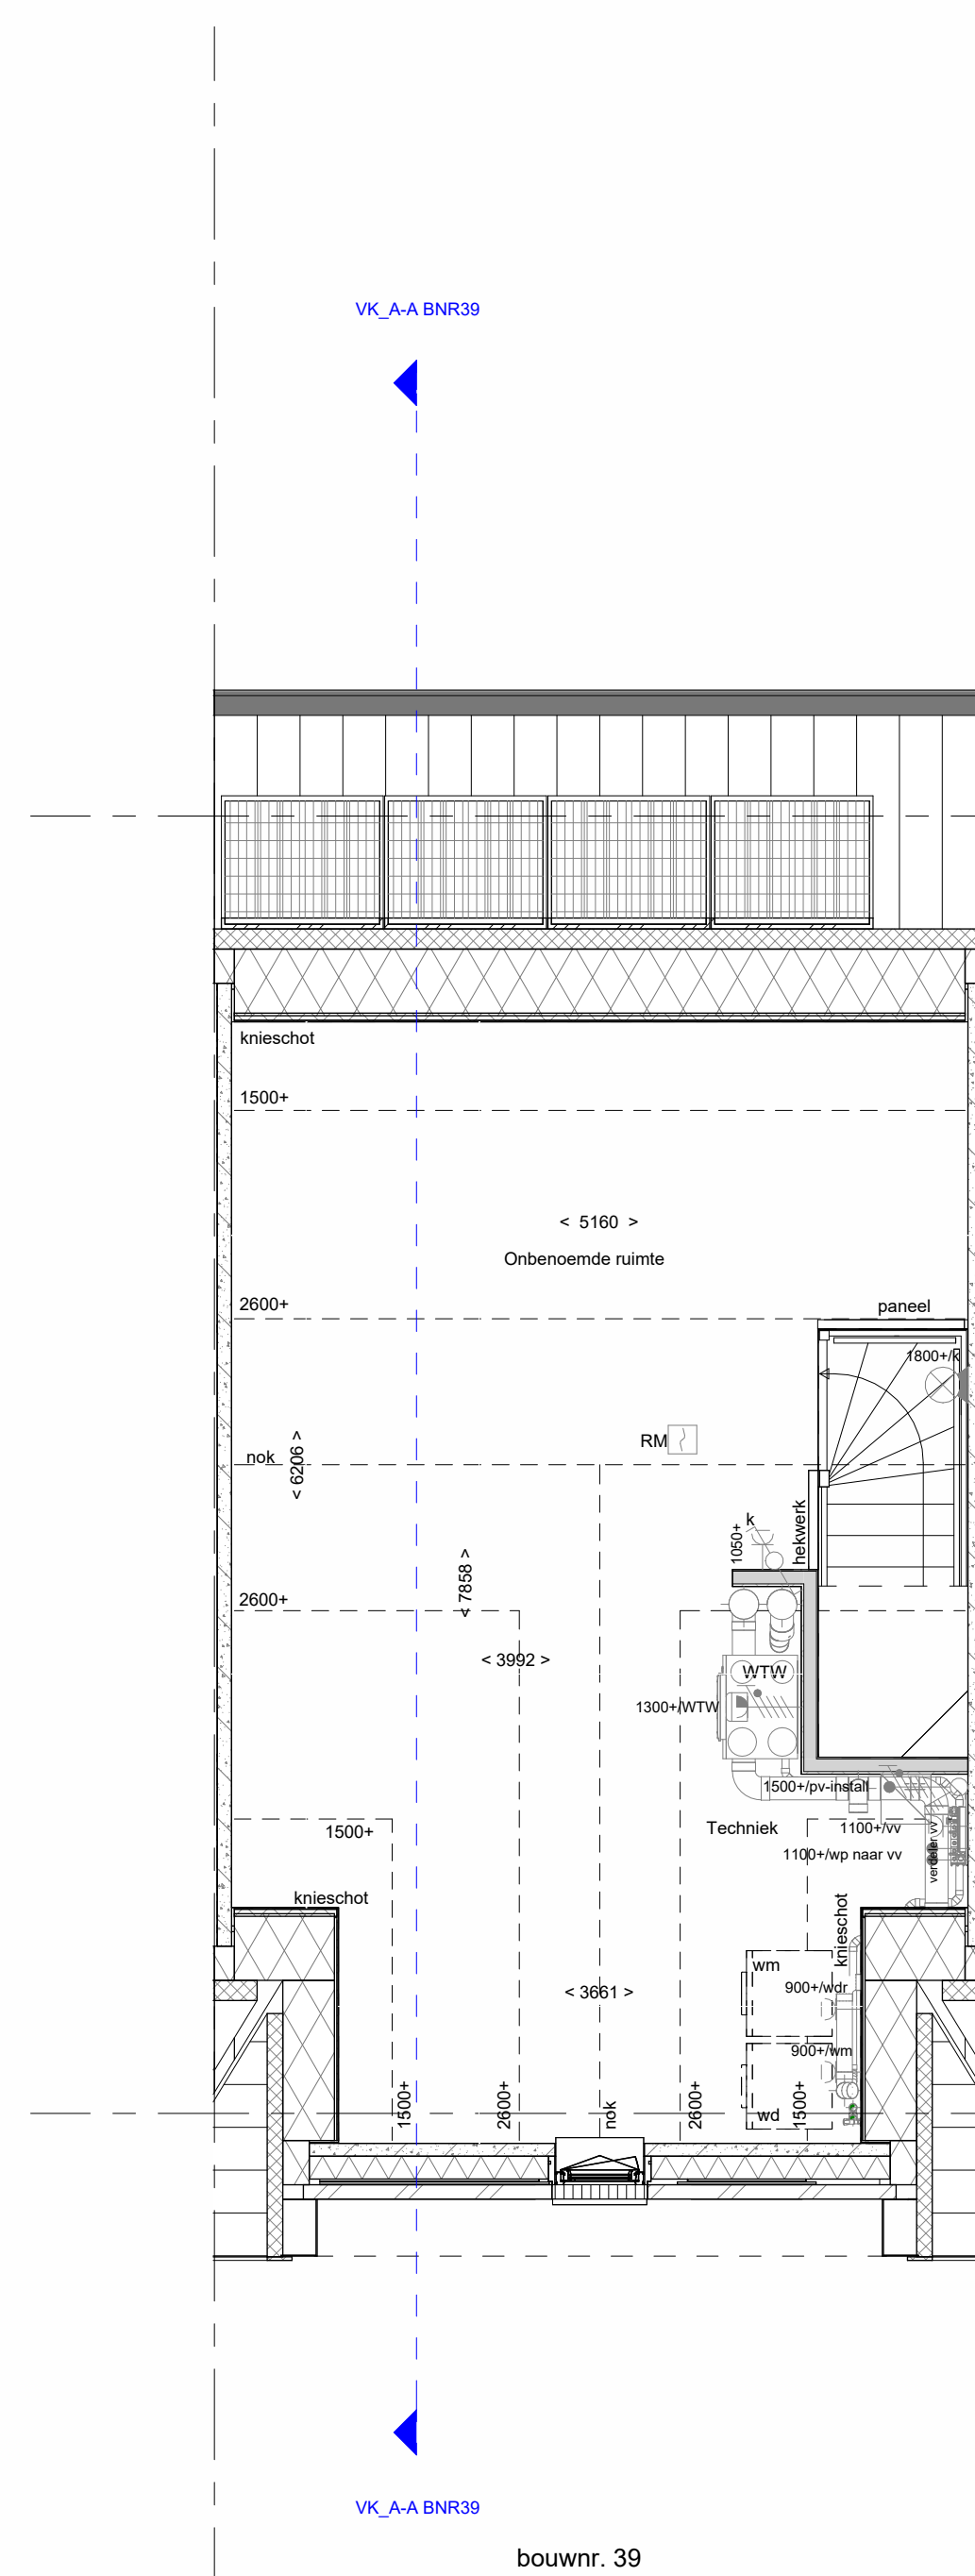 VK_A-A BNR39
knieschot
1500+
< 5160 >
Onbenoemde ruimte
2600+
paneel
1800+/k
RM
nok
< 6206 >
hekwerk
k
1050+
< 7858 >
2600+
< 3992 >
WTW
1300+/WTW
1500+/pv-install
Techniek
1100+/vv
1500+
1100+/wp naar vv
verdeler vv
knieschot
knieschot
wm
900+/wdr
< 3661 >
900+/wm
wd
1500+
2600+
nok
2600+
1500+
VK_A-A BNR39
bouwnr. 39